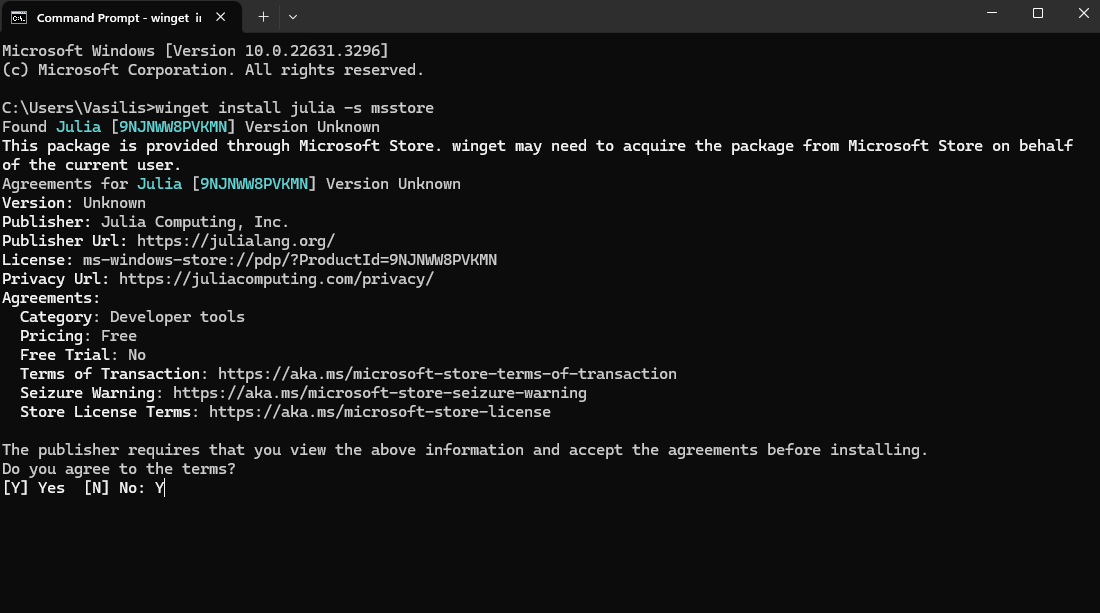 Command Prompt - winget in
Microsoft Windows [Version 10.0.22631.3296]
(c) Microsoft Corporation. All rights reserved.
C:\Users\Vasilis>winget install julia -s msstore
Found Julia [9NJNWW8PVKMN] Version Unknown
This package is provided through Microsoft Store. winget may need to acquire the package from Microsoft Store on behalf
of the current user.
Agreements for Julia [9NJNWW8PVKMN] Version Unknown
Version: Unknown
Publisher: Julia Computing, Inc.
Publisher Url: https://julialang.org/
License: ms-windows-store://pdp/?ProductId=9NJNWW8PVKMN
Privacy Url: https://juliacomputing.com/privacy/
Agreements:
  Category: Developer tools
  Pricing: Free
  Free Trial: No
  Terms of Transaction: https://aka.ms/microsoft-store-terms-of-transaction
  Seizure Warning: https://aka.ms/microsoft-store-seizure-warning
  Store License Terms: https://aka.ms/microsoft-store-license
The publisher requires that you view the above information and accept the agreements before installing.
Do you agree to the terms?
[Y] Yes  [N] No: Y